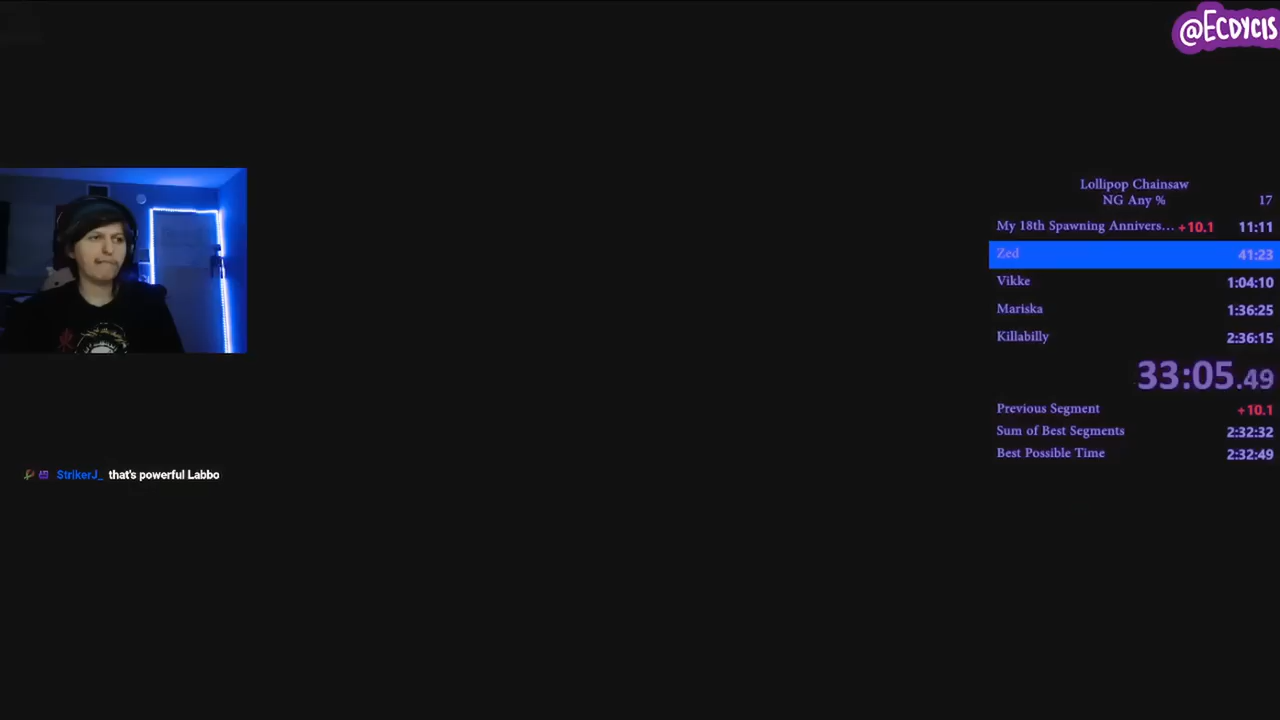 @ECDYCIS
Lollipop Chainsaw
NG Any % 17
My 18th Spawning Annivers... +10.1 11:11
Zed 41:23
Vikke 1:04:10
Mariska 1:36:25
Killabilly 2:36:15
33:05.49
Previous Segment +10.1
Sum of Best Segments 2:32:32
Best Possible Time 2:32:49
StrikerJ_ that's powerful Labbo